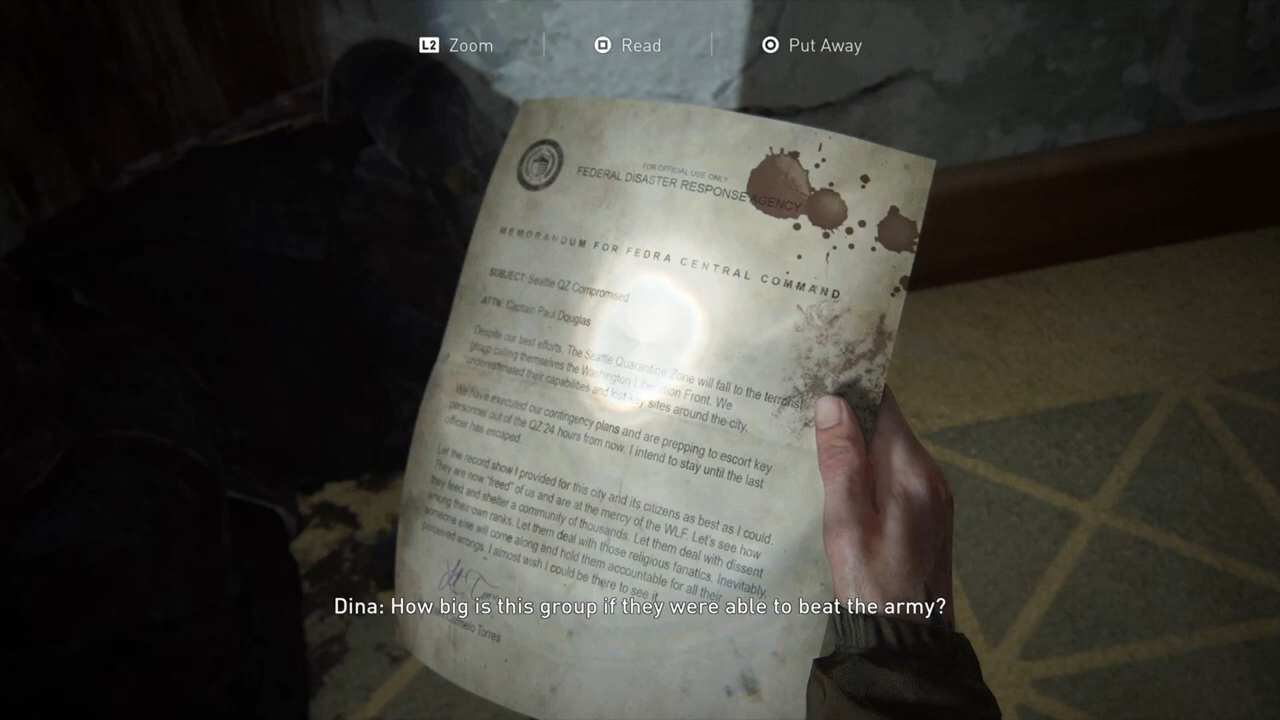 L2 Zoom | Read | Put Away
FOR OFFICIAL USE ONLY
FEDERAL DISASTER RESPONSE AGENCY
MEMORANDUM FOR FEDRA CENTRAL COMMAND
SUBJECT: Seattle QZ Compromised
ATTN: Captain Paul Douglas
Despite our best efforts, The Seattle Quarantine Zone will fall to the terrorist
group calling themselves the Washington Liberation Front. We
underestimated their capabilities and lost key sites around the city.
We have executed our contingency plans and are prepping to escort key
personnel out of the QZ 24 hours from now. I intend to stay until the last
officer has escaped.
Let the record show I provided for this city and its citizens as best as I could.
They are now "freed" of us and are at the mercy of the WLF. Let's see how
they feed and shelter a community of thousands. Let them deal with dissent
among their own ranks. Let them deal with those religious fanatics. Inevitably,
someone else will come along and hold them accountable for all their
perceived wrongs. I almost wish I could be there to see it.
Dina: How big is this group if they were able to beat the army?
Carmelo Torres